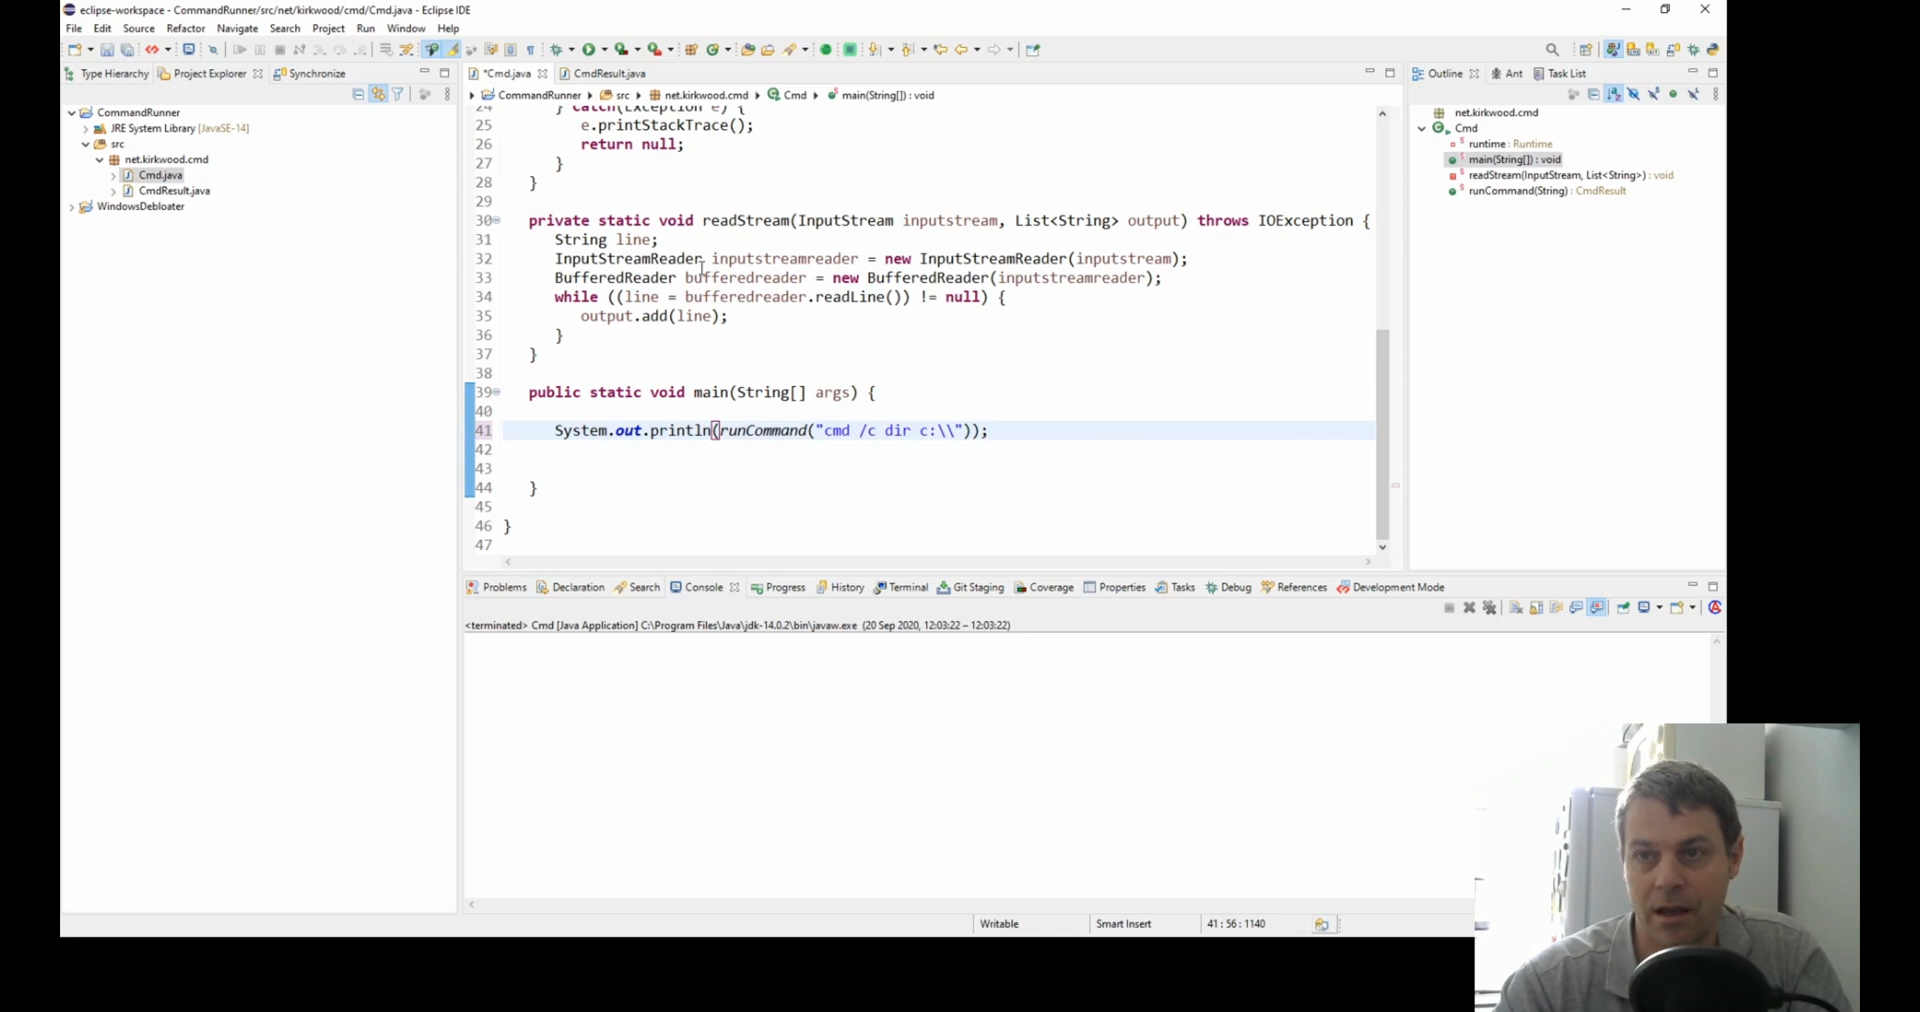 eclipse-workspace - CommandRunner/src/net/kirkwood/cmd/Cmd.java - Eclipse IDE
File Edit Source Refactor Navigate Search Project Run Window Help
Type Hierarchy Project Explorer Synchronize
CommandRunner
JRE System Library [JavaSE-14]
src
net.kirkwood.cmd
Cmd.java
CmdResult.java
WindowsDebloater
*Cmd.java CmdResult.java
CommandRunner src net.kirkwood.cmd Cmd main(String[]) : void
24 } catch(Exception e) {
25 e.printStackTrace();
26 return null;
27 }
28 }
29
30 private static void readStream(InputStream inputstream, List<String> output) throws IOException {
31 String line;
32 InputStreamReader inputstreamreader = new InputStreamReader(inputstream);
33 BufferedReader bufferedreader = new BufferedReader(inputstreamreader);
34 while ((line = bufferedreader.readLine()) != null) {
35 output.add(line);
36 }
37 }
38
39 public static void main(String[] args) {
40
41 System.out.println(runCommand("cmd /c dir c:\\"));
42
43
44 }
45
46 }
47
Outline Ant Task List
net.kirkwood.cmd
Cmd
runtime : Runtime
main(String[]) : void
readStream(InputStream, List<String>) : void
runCommand(String) : CmdResult
Problems Declaration Search Console Progress History Terminal Git Staging Coverage Properties Tasks Debug References Development Mode
<terminated> Cmd [Java Application] C:\Program Files\Java\jdk-14.0.2\bin\javaw.exe (20 Sep 2020, 12:03:22 – 12:03:22)
Writable Smart Insert 41 : 56 : 1140